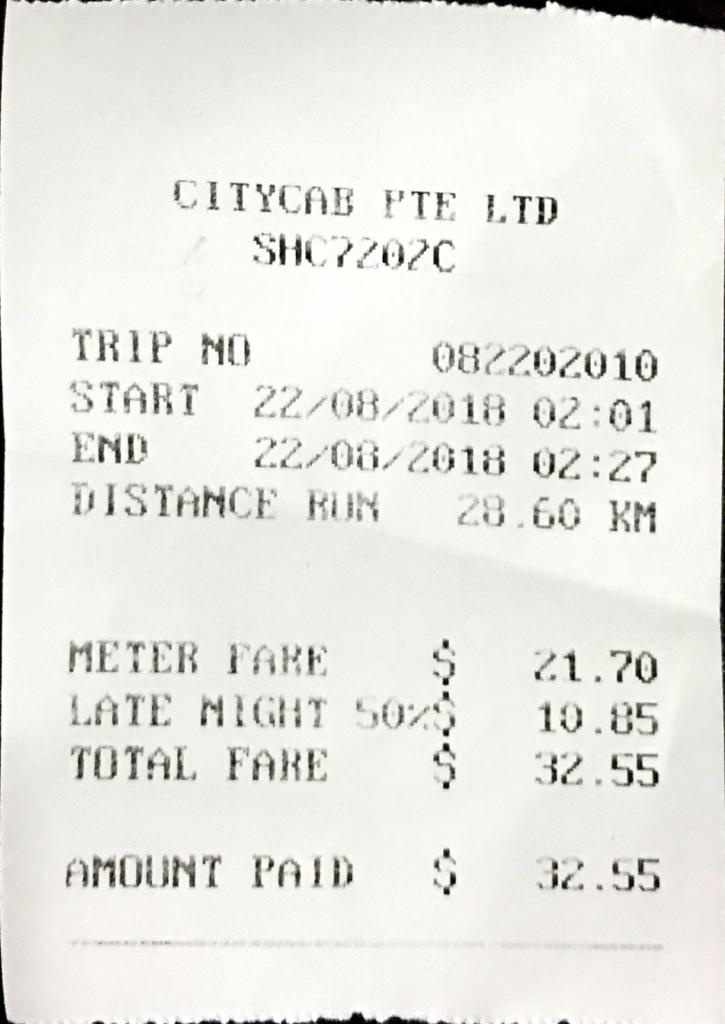 CITYCAB PTE LTD
SHC7207C
TRIP NO 082202010
START 22/08/2018 02:01
END 22/08/2018 02:27
DISTANCE RUN 28.60 KM
METER FARE $ 21.70
LATE NIGHT 50%$ 10.85
TOTAL FARE $ 32.55
AMOUNT PAID $ 32.55